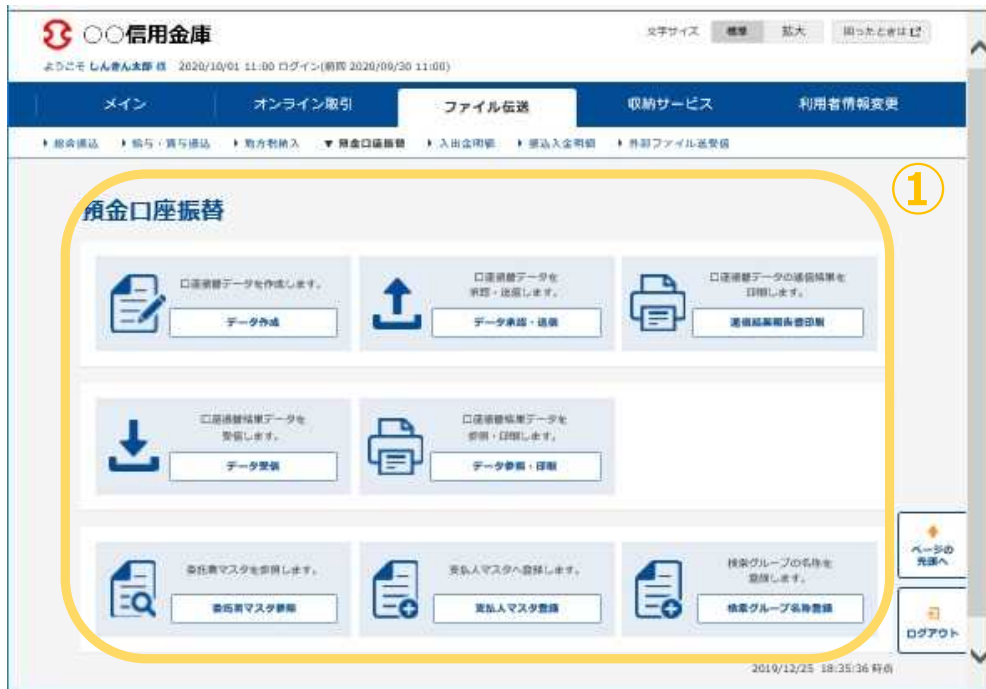 ○○信用金庫
文字サイズ 標準 拡大 困ったときは
ようこそ しんきん太郎 様 2020/10/01 11:00 ログイン(前回 2020/09/30 11:00)
メイン オンライン取引 ファイル伝送 収納サービス 利用者情報変更
総合振込 給与・賞与振込 地方税納入 預金口座振替 入出金明細 振込入金明細 外部ファイル送受信
①
預金口座振替
口座振替データを作成します。
データ作成
口座振替データを
承認・送信します。
データ承認・送信
口座振替データの通信結果を
印刷します。
通信結果報告書印刷
口座振替結果データを
受信します。
データ受信
口座振替結果データを
参照・印刷します。
データ参照・印刷
委託者マスタを参照します。
委託者マスタ参照
支払人マスタへ登録します。
支払人マスタ登録
検索グループの名称を
登録します。
検索グループ名称登録
ページの
先頭へ
ログアウト
2019/12/25 18:35:36 時点